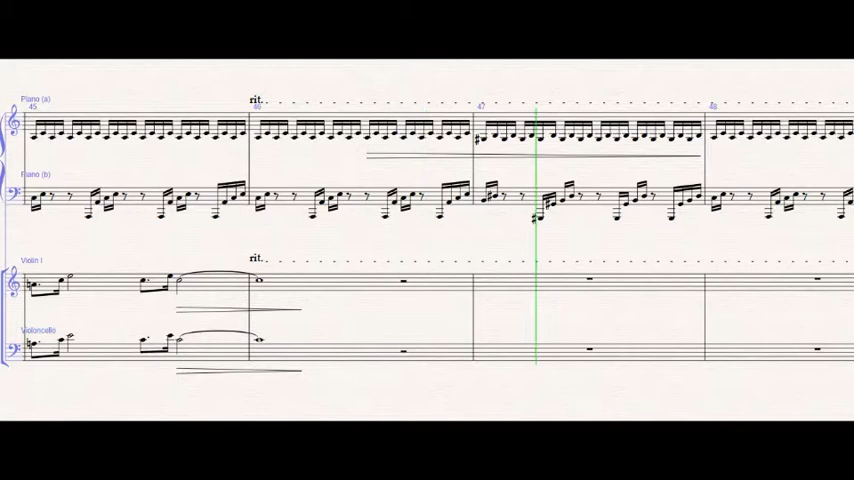 Piano (a)
45
rit.
46
47
48
Piano (b)
Violin I
rit.
Violoncello